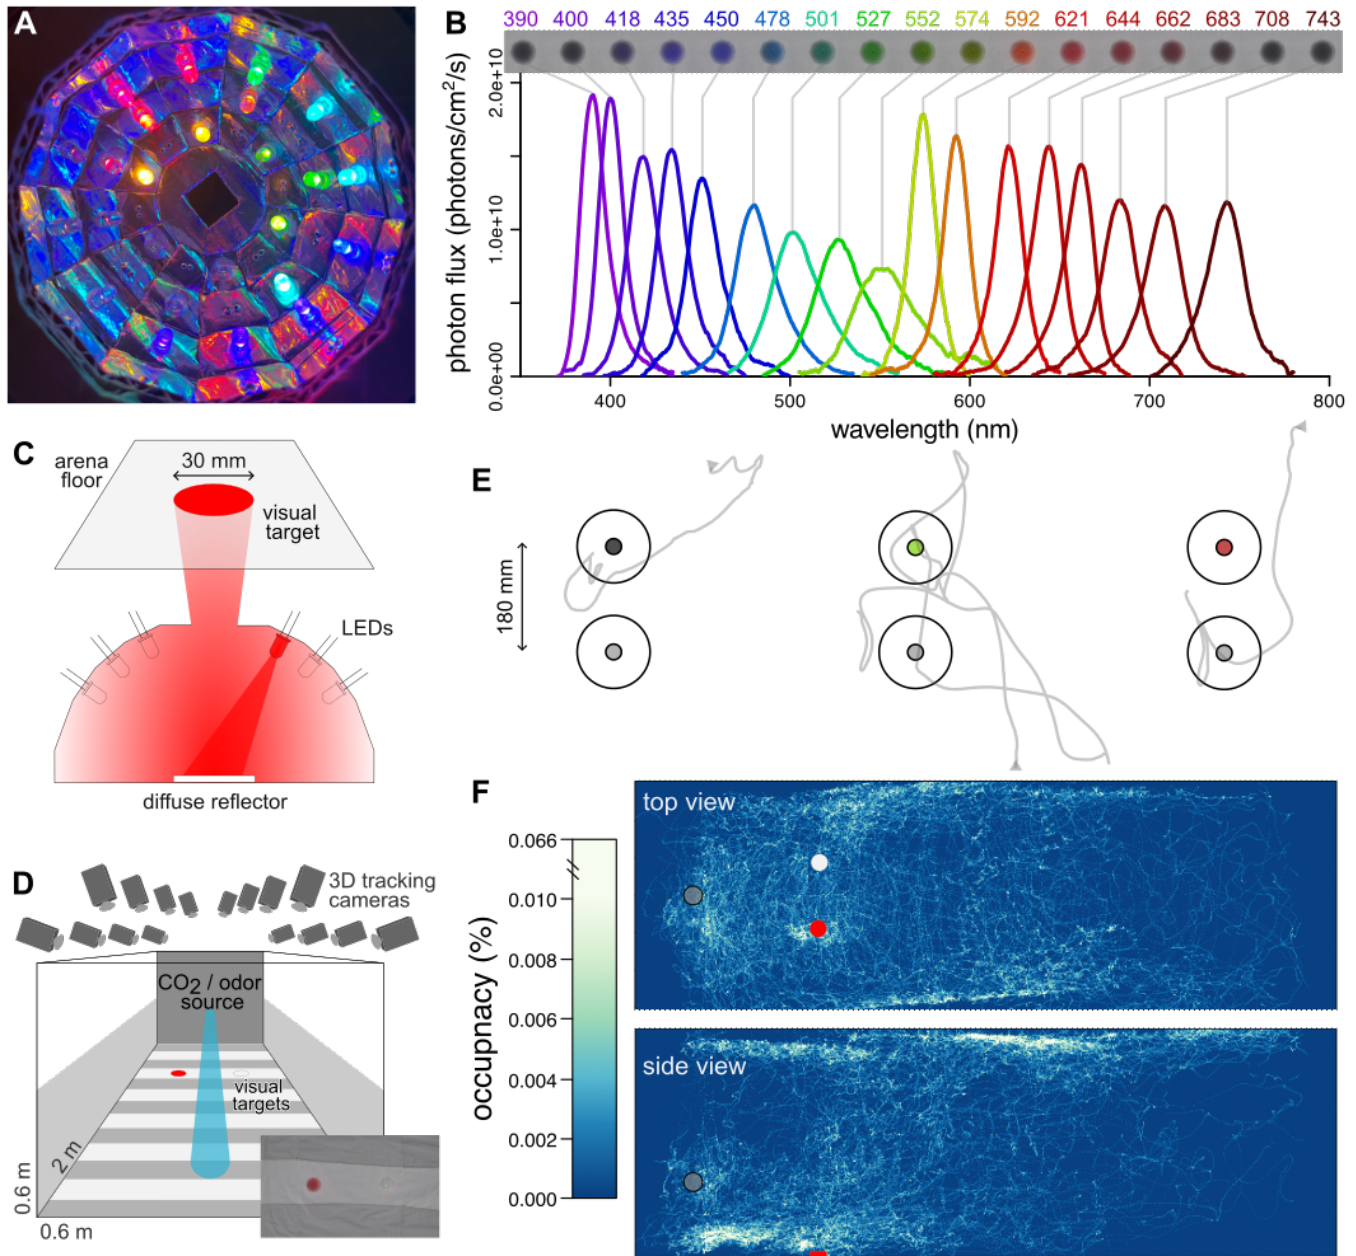 A
B
390 400 418 435 450 478 501 527 552 574 592 621 644 662 683 708 743
photon flux (photons/cm²/s)
2.0e+10
1.0e+10
0.0e+00
400 500 600 700 800
wavelength (nm)
C
arena
floor
30 mm
visual
target
LEDs
diffuse reflector
D
3D tracking
cameras
CO₂ / odor
source
visual
targets
2 m
0.6 m
0.6 m
E
180 mm
F
occupnacy (%)
0.066
0.010
0.008
0.006
0.004
0.002
0.000
top view
side view